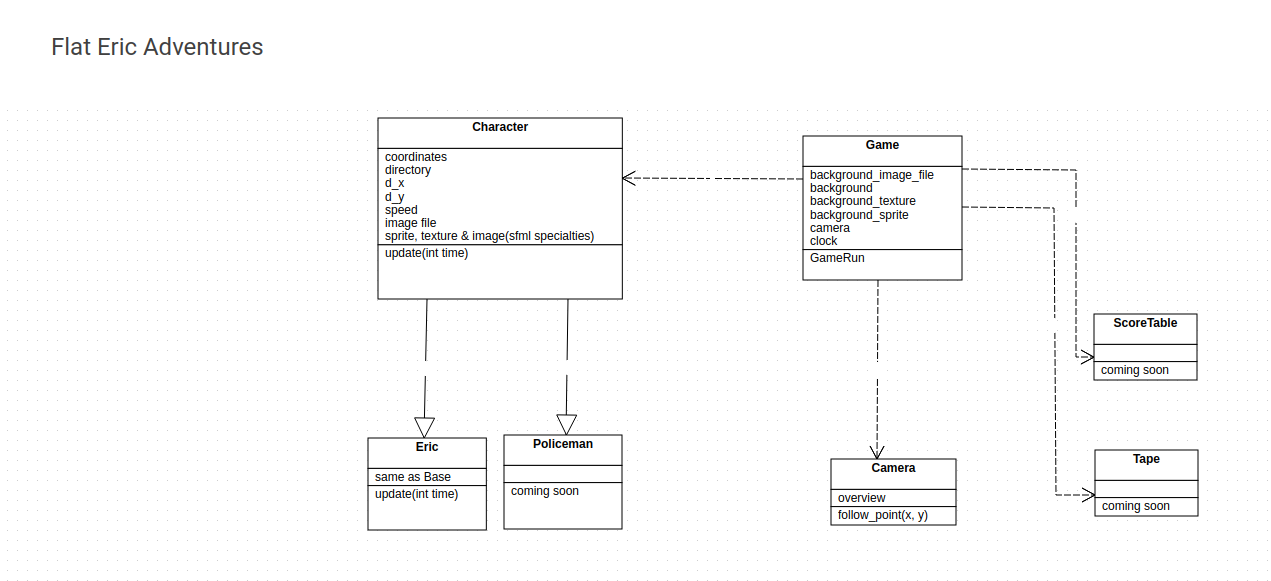 Flat Eric Adventures
Character
coordinates
directory
d_x
d_y
speed
image file
sprite, texture & image(sfml specialties)
update(int time)
Game
background_image_file
background
background_texture
background_sprite
camera
clock
GameRun
ScoreTable
coming soon
Eric
same as Base
update(int time)
Policeman
coming soon
Camera
overview
follow_point(x, y)
Tape
coming soon